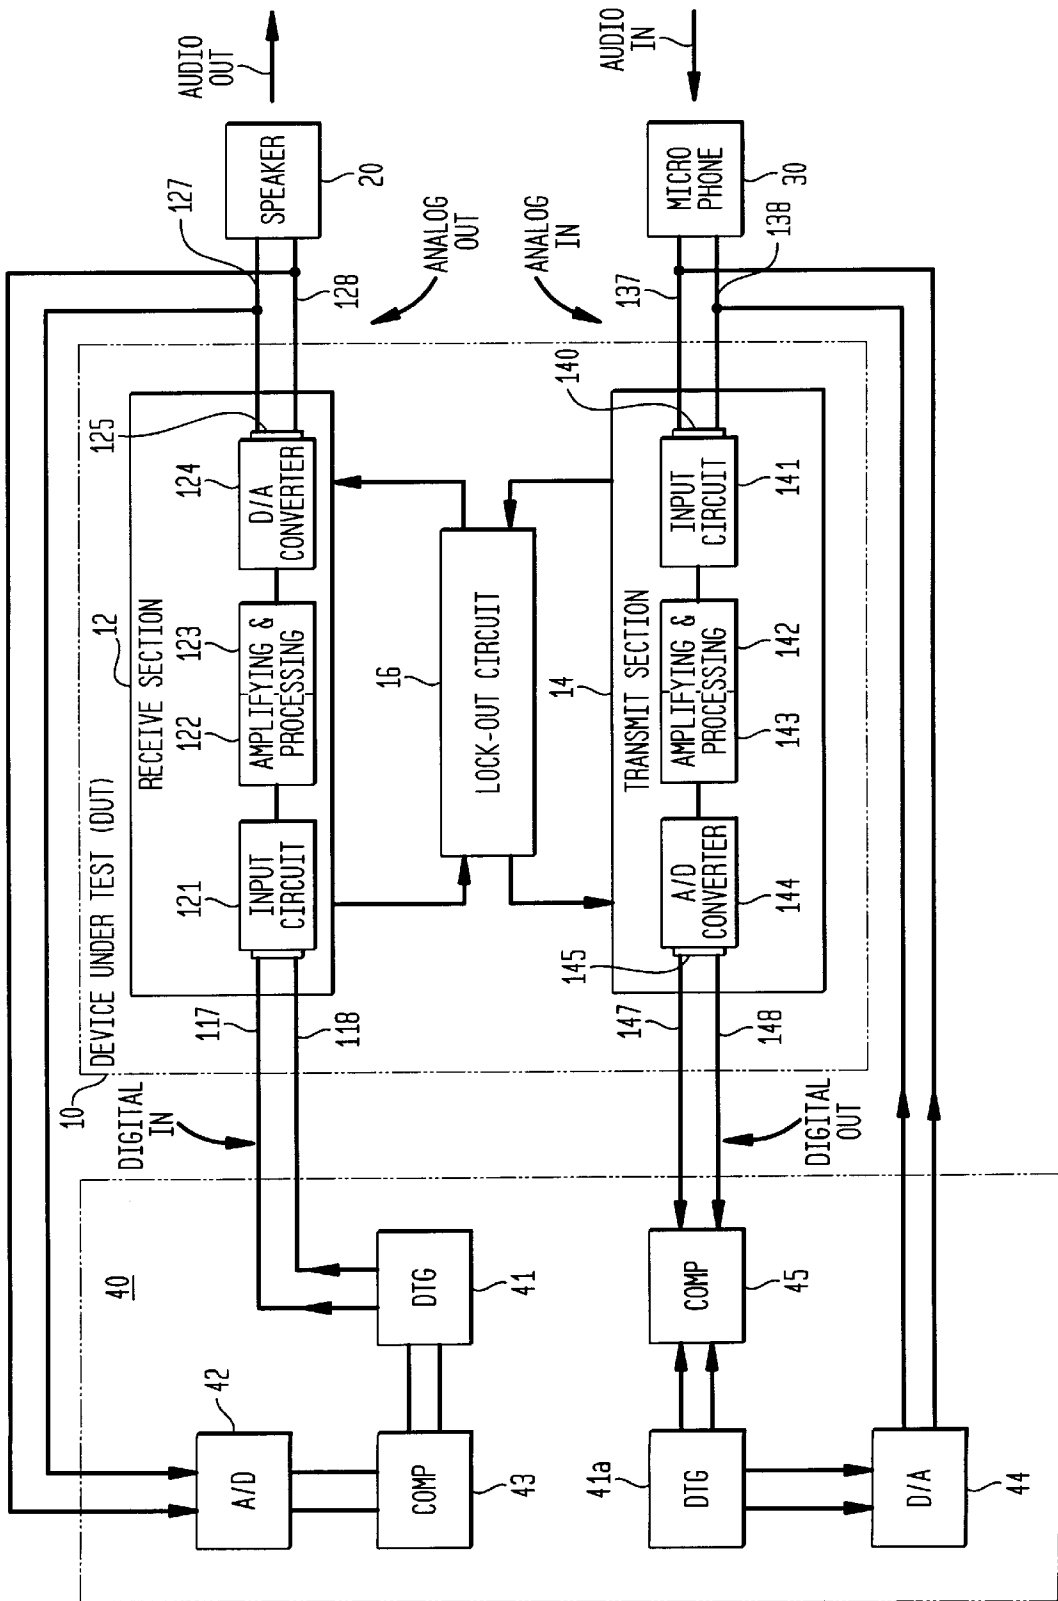 AUDIO
OUT
AUDIO
IN
SPEAKER
20
MICRO
PHONE
30
127
128
137
138
ANALOG
OUT
ANALOG
IN
10
DEVICE UNDER TEST (DUT)
12
RECEIVE SECTION
121
INPUT
CIRCUIT
122
123
AMPLIFYING &
PROCESSING
124
D/A
CONVERTER
125
16
LOCK-OUT CIRCUIT
14
TRANSMIT SECTION
140
INPUT
CIRCUIT
141
AMPLIFYING &
PROCESSING
142
143
A/D
CONVERTER
144
145
117
118
147
148
DIGITAL
IN
DIGITAL
OUT
40
DTG
41
42
A/D
COMP
43
COMP
45
41a
DTG
D/A
44